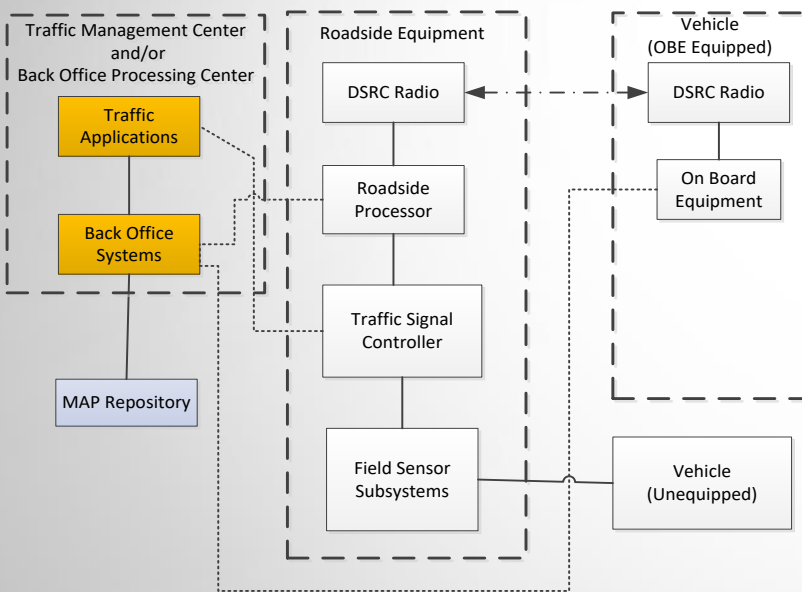 Traffic Management Center
and/or
Back Office Processing Center
Traffic
Applications
Back Office
Systems
MAP Repository
Roadside Equipment
DSRC Radio
Roadside
Processor
Traffic Signal
Controller
Field Sensor
Subsystems
Vehicle
(OBE Equipped)
DSRC Radio
On Board
Equipment
Vehicle
(Unequipped)